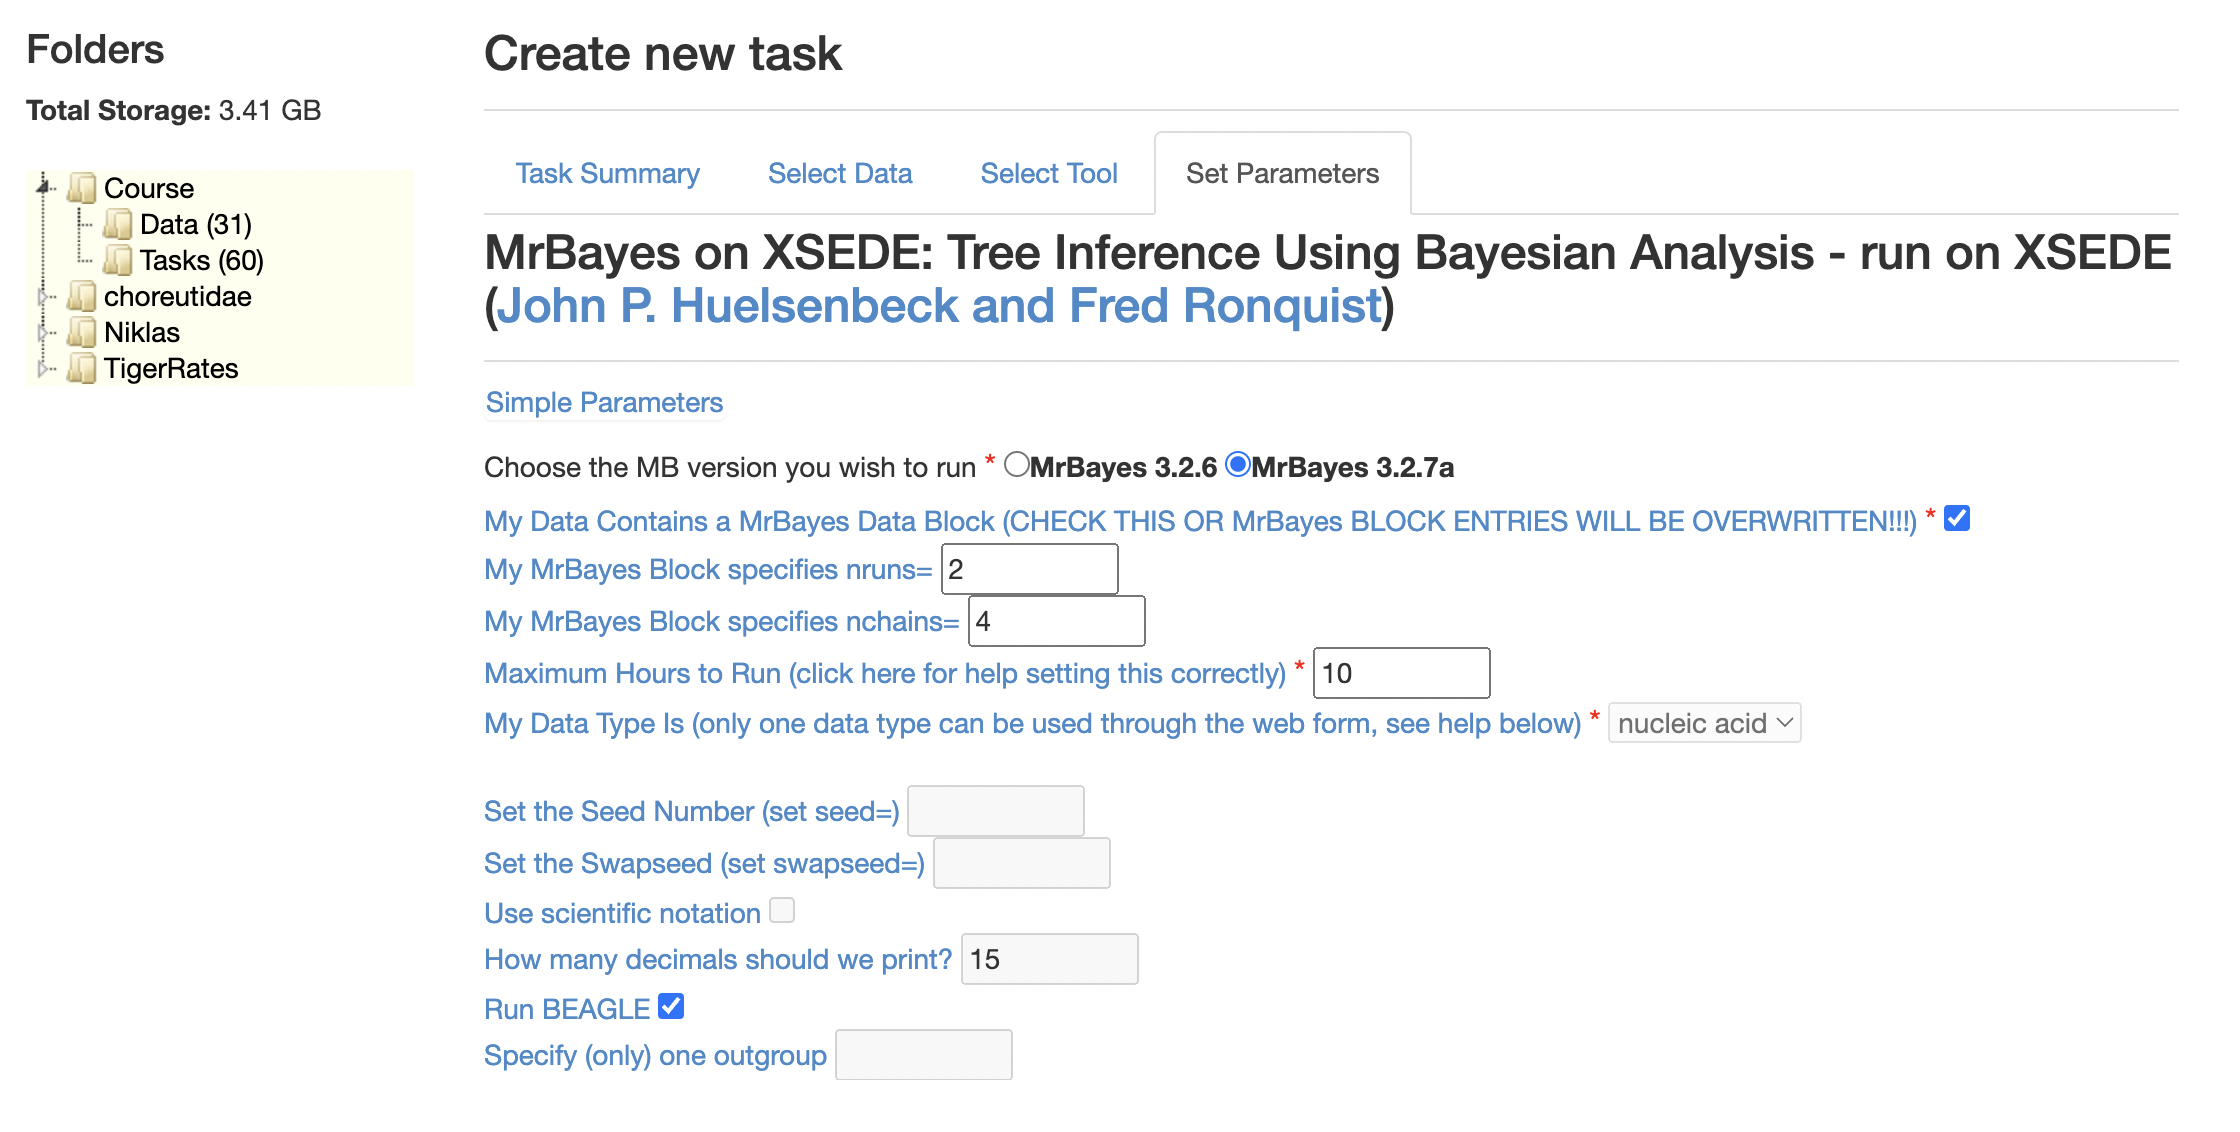 Folders
Total Storage: 3.41 GB
Course
Data (31)
Tasks (60)
choreutidae
Niklas
TigerRates
Create new task
Task Summary Select Data Select Tool Set Parameters
MrBayes on XSEDE: Tree Inference Using Bayesian Analysis - run on XSEDE
(John P. Huelsenbeck and Fred Ronquist)
Simple Parameters
Choose the MB version you wish to run * MrBayes 3.2.6 MrBayes 3.2.7a
My Data Contains a MrBayes Data Block (CHECK THIS OR MrBayes BLOCK ENTRIES WILL BE OVERWRITTEN!!!) *
My MrBayes Block specifies nruns= 2
My MrBayes Block specifies nchains= 4
Maximum Hours to Run (click here for help setting this correctly) * 10
My Data Type Is (only one data type can be used through the web form, see help below) * nucleic acid
Set the Seed Number (set seed=)
Set the Swapseed (set swapseed=)
Use scientific notation
How many decimals should we print? 15
Run BEAGLE
Specify (only) one outgroup